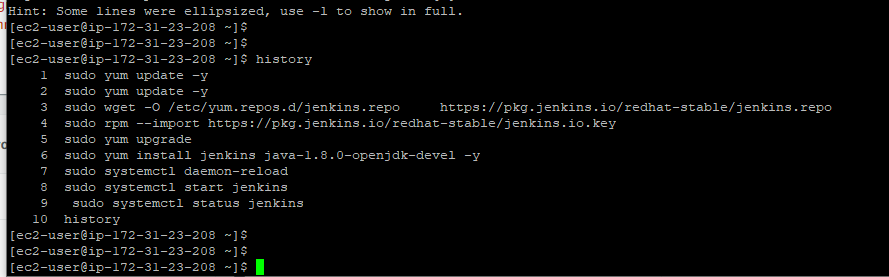 Hint: Some lines were ellipsized, use -l to show in full.
[ec2-user@ip-172-31-23-208 ~]$
[ec2-user@ip-172-31-23-208 ~]$
[ec2-user@ip-172-31-23-208 ~]$ history
    1  sudo yum update -y
    2  sudo yum update -y
    3  sudo wget -O /etc/yum.repos.d/jenkins.repo     https://pkg.jenkins.io/redhat-stable/jenkins.repo
    4  sudo rpm --import https://pkg.jenkins.io/redhat-stable/jenkins.io.key
    5  sudo yum upgrade
    6  sudo yum install jenkins java-1.8.0-openjdk-devel -y
    7  sudo systemctl daemon-reload
    8  sudo systemctl start jenkins
    9   sudo systemctl status jenkins
   10  history
[ec2-user@ip-172-31-23-208 ~]$
[ec2-user@ip-172-31-23-208 ~]$
[ec2-user@ip-172-31-23-208 ~]$